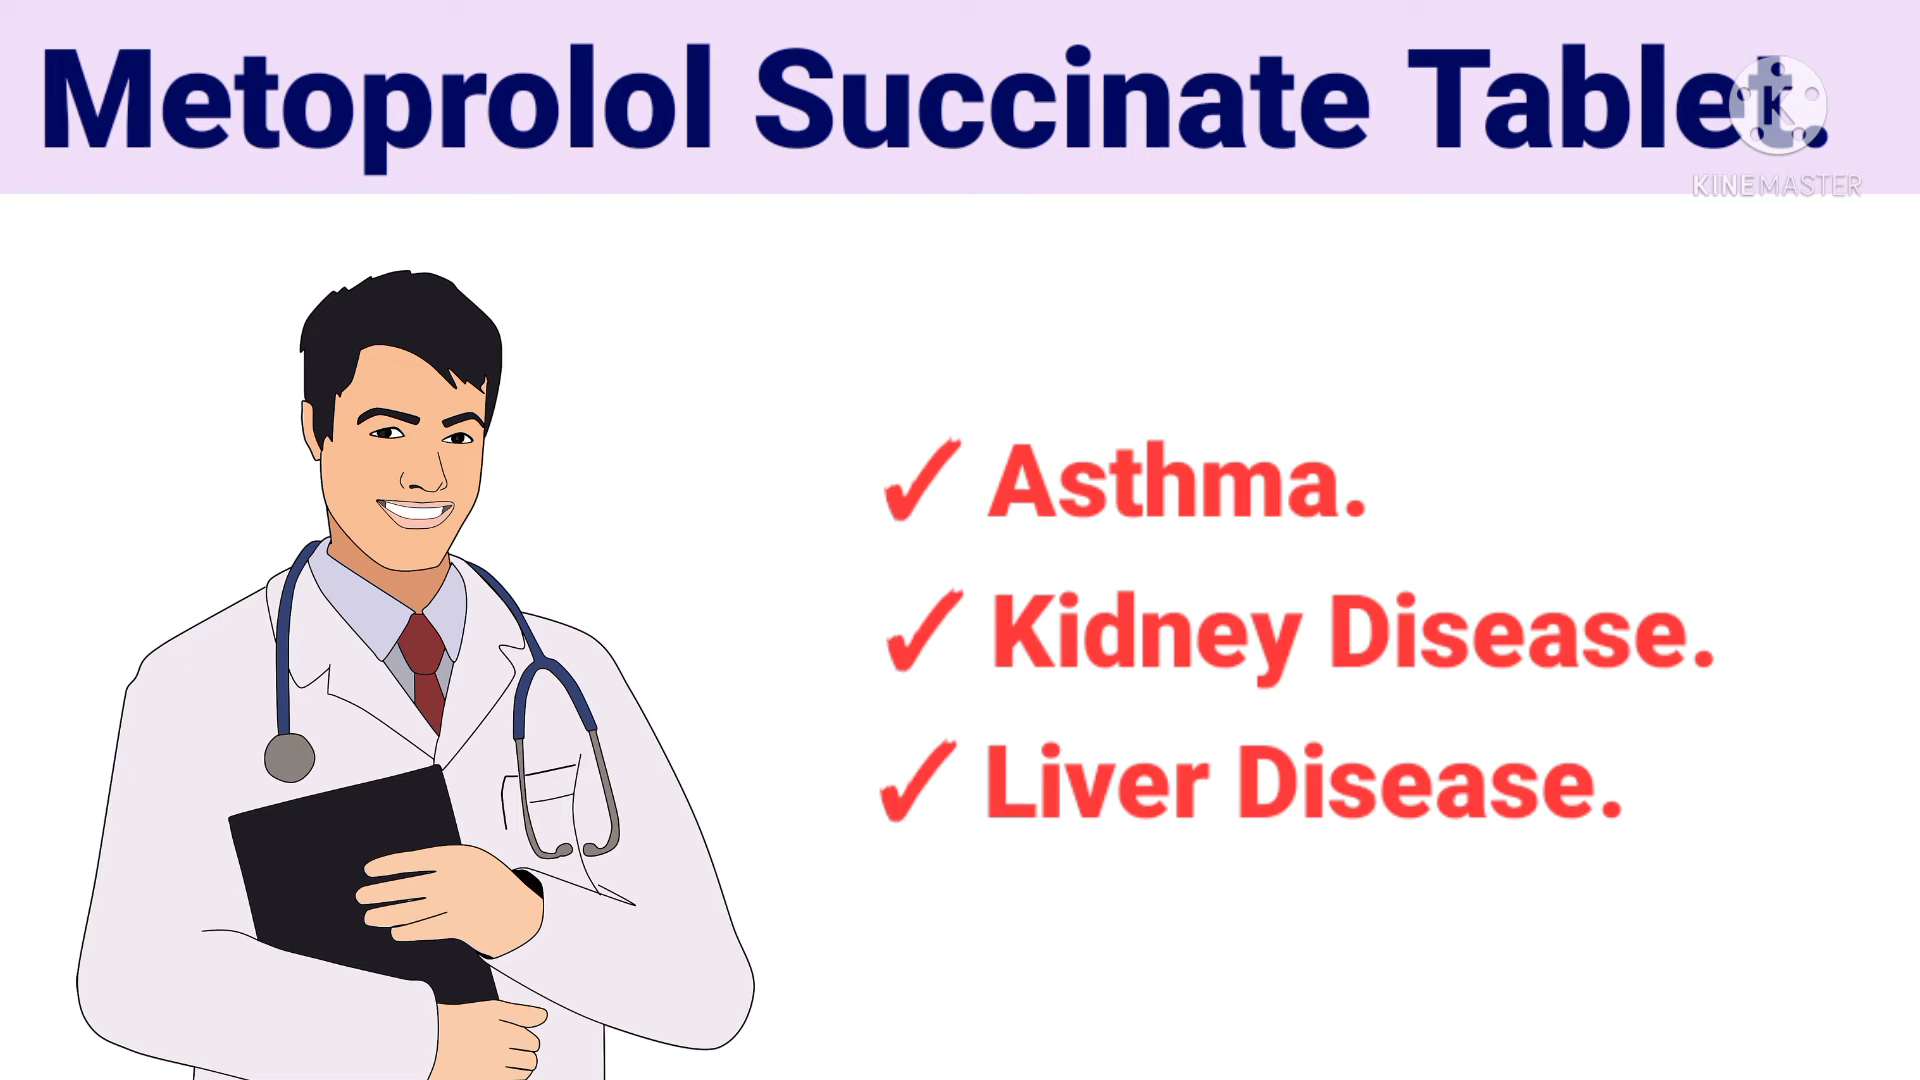 Metoprolol Succinate Tablet.
K
KINEMASTER
✓ Asthma.
✓ Kidney Disease.
✓ Liver Disease.